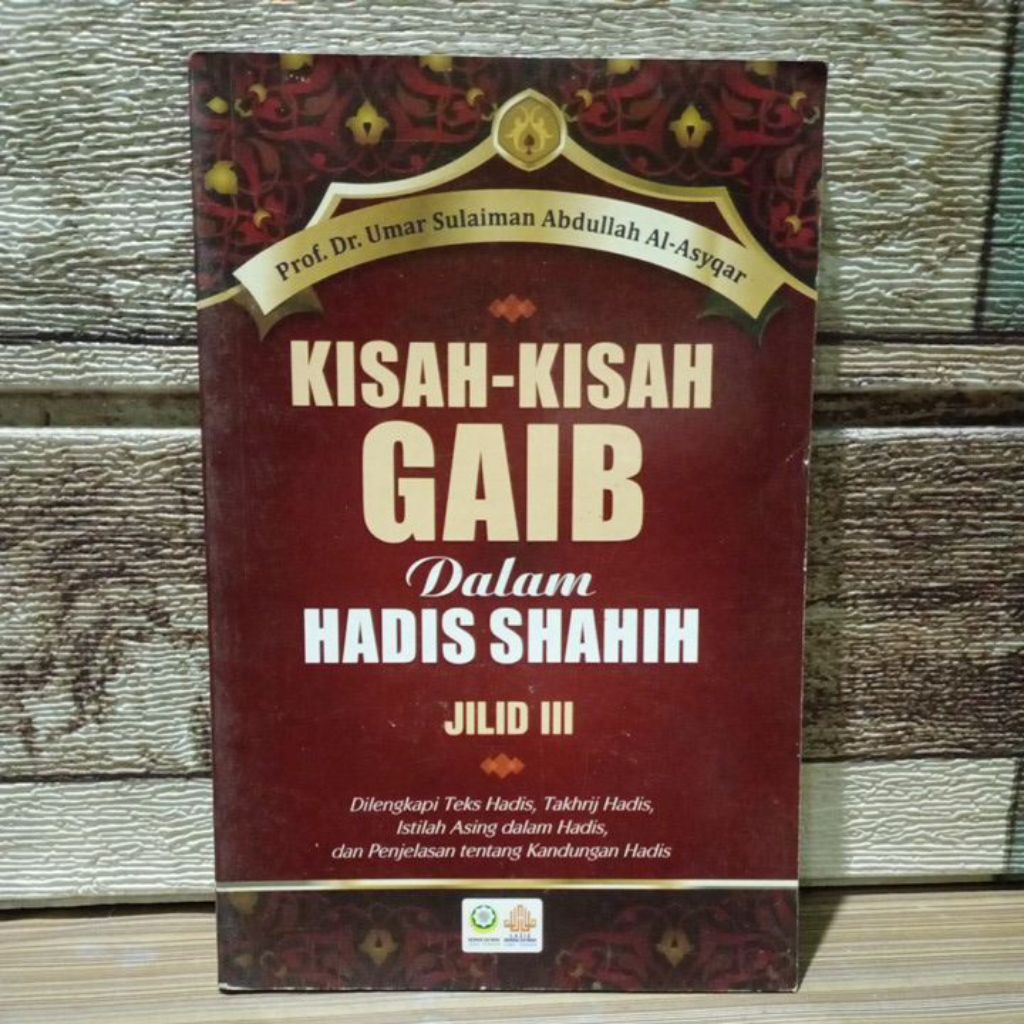 Prof. Dr. Umar Sulaiman Abdullah Al-Asyqar
KISAH-KISAH
GAIB
Dalam
HADIS SHAHIH
JILID III
Dilengkapi Teks Hadis, Takhrij Hadis,
Istilah Asing dalam Hadis,
dan Penjelasan tentang Kandungan Hadis